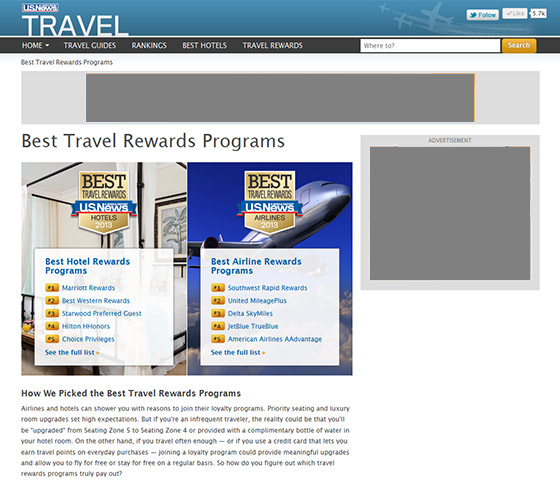 U.S.News
TRAVEL
Follow
Like
5.7k
HOME
TRAVEL GUIDES
RANKINGS
BEST HOTELS
TRAVEL REWARDS
Where to?
Search
Best Travel Rewards Programs
Best Travel Rewards Programs
ADVERTISEMENT
BEST
TRAVEL REWARDS
U.S.News
HOTELS
2013
Best Hotel Rewards
Programs
#1 Marriott Rewards
#2 Best Western Rewards
#3 Starwood Preferred Guest
#4 Hilton HHonors
#5 Choice Privileges
See the full list »
BEST
TRAVEL REWARDS
U.S.News
AIRLINES
2013
Best Airline Rewards
Programs
#1 Southwest Rapid Rewards
#2 United MileagePlus
#3 Delta SkyMiles
#4 JetBlue TrueBlue
#5 American Airlines AAdvantage
See the full list »
How We Picked the Best Travel Rewards Programs
Airlines and hotels can shower you with reasons to join their loyalty programs. Priority seating and luxury
room upgrades set high expectations. But if you're an infrequent traveler, the reality could be that you'll
be "upgraded" from Seating Zone 5 to Seating Zone 4 or provided with a complimentary bottle of water in
your hotel room. On the other hand, if you travel often enough — or if you use a credit card that lets you
earn travel points on everyday purchases — joining a loyalty program could provide meaningful upgrades
and allow you to fly for free or stay for free on a regular basis. So how do you figure out which travel
rewards programs truly pay out?